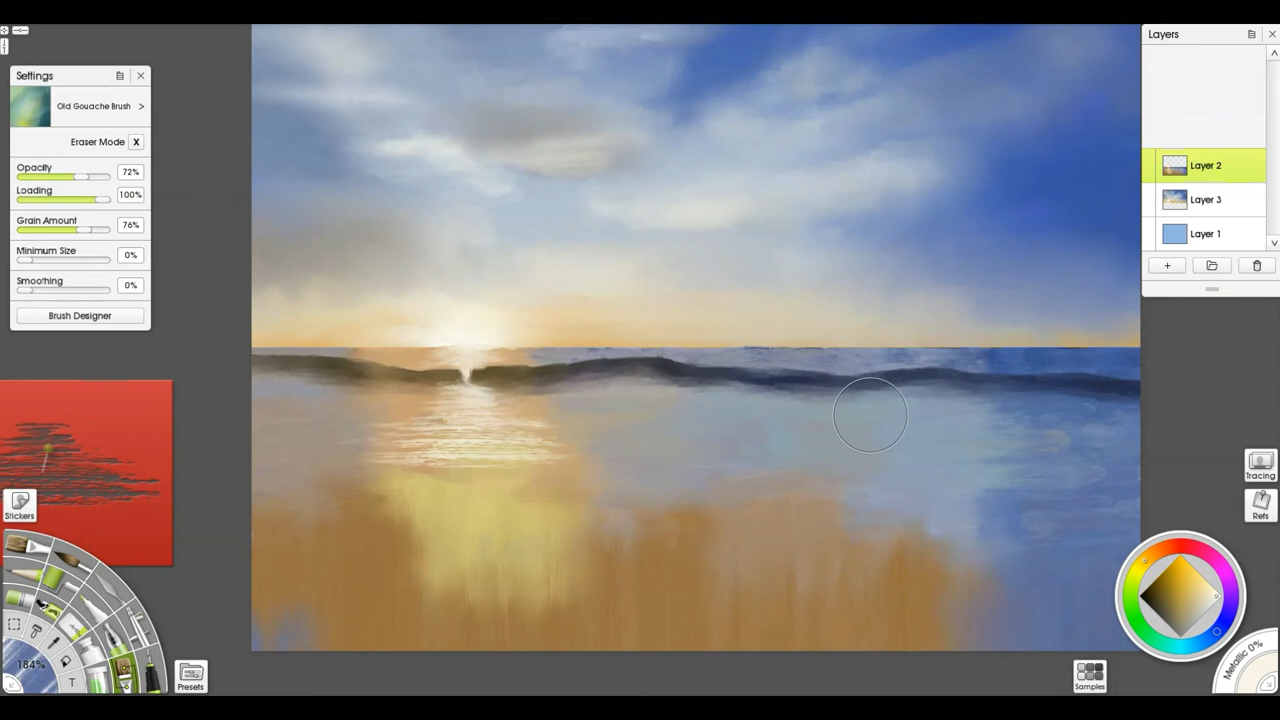 Settings
Old Gouache Brush >
Eraser Mode X
Opacity 72%
Loading 100%
Grain Amount 76%
Minimum Size 0%
Smoothing 0%
Brush Designer
Layers
Layer 2
Layer 3
Layer 1
Stickers
Tracing
Refs
184%
T
Presets
Samples
Metallic 0%